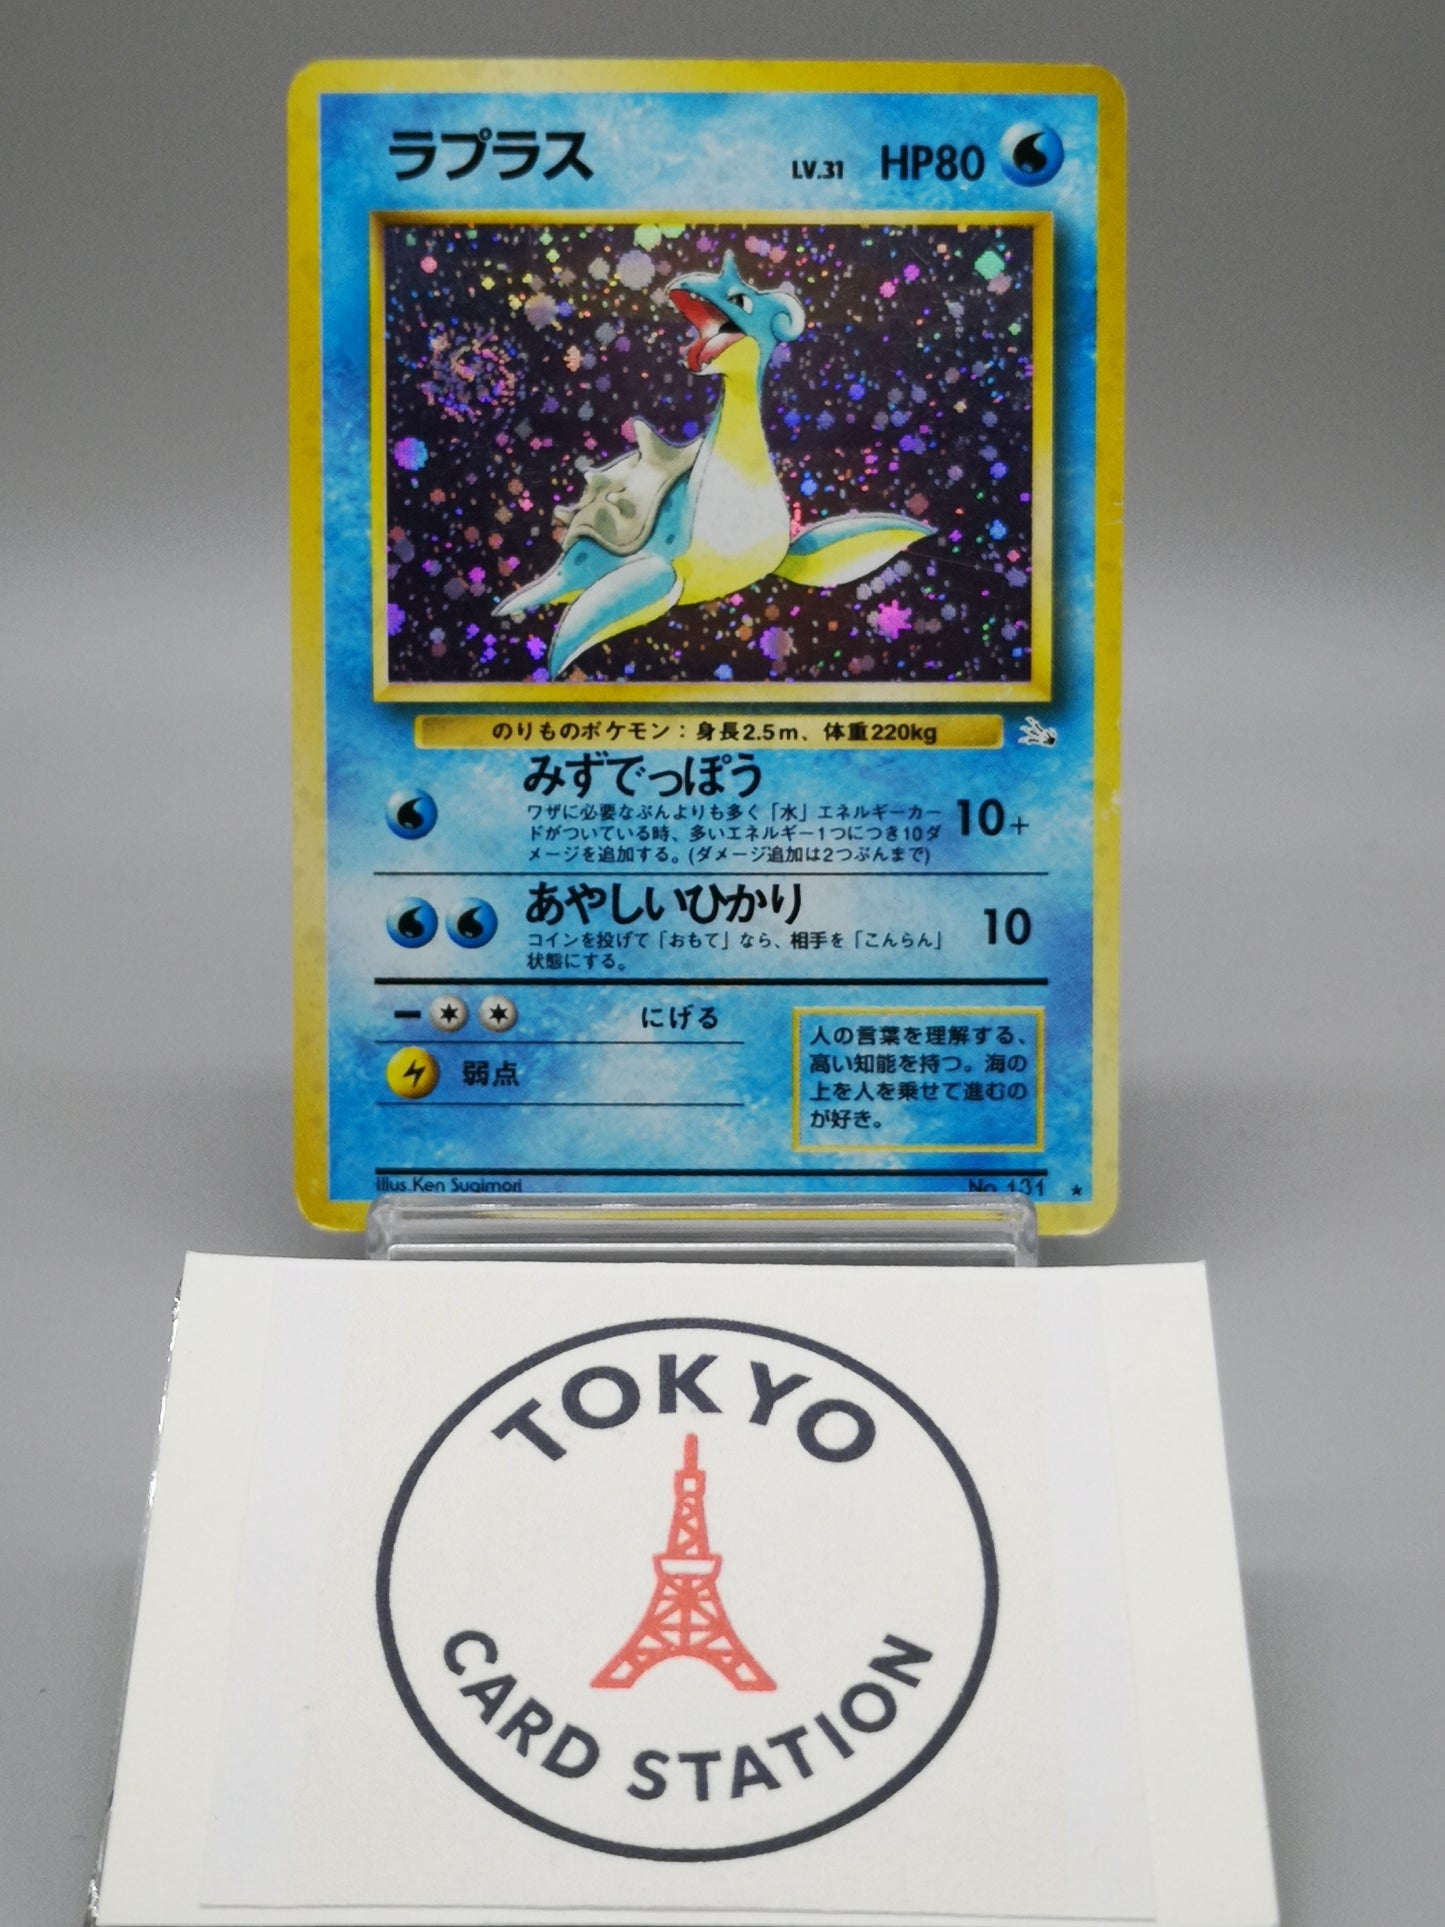 ラプラス LV.31 HP80
のりものポケモン：身長2.5m、体重220kg
みずでっぽう
ワザに必要なぶんよりも多く「水」エネルギーカー
ドがついている時、多いエネルギー1つにつき10ダ
メージを追加する。(ダメージ追加は2つぶんまで)
10+
あやしいひかり
コインを投げて「おもて」なら、相手を「こんらん」
状態にする。
10
にげる
弱点
人の言葉を理解する、
高い知能を持つ。海の
上を人を乗せて進むの
が好き。
Illus.Ken Sugimori No.131
TOKYO
CARD STATION